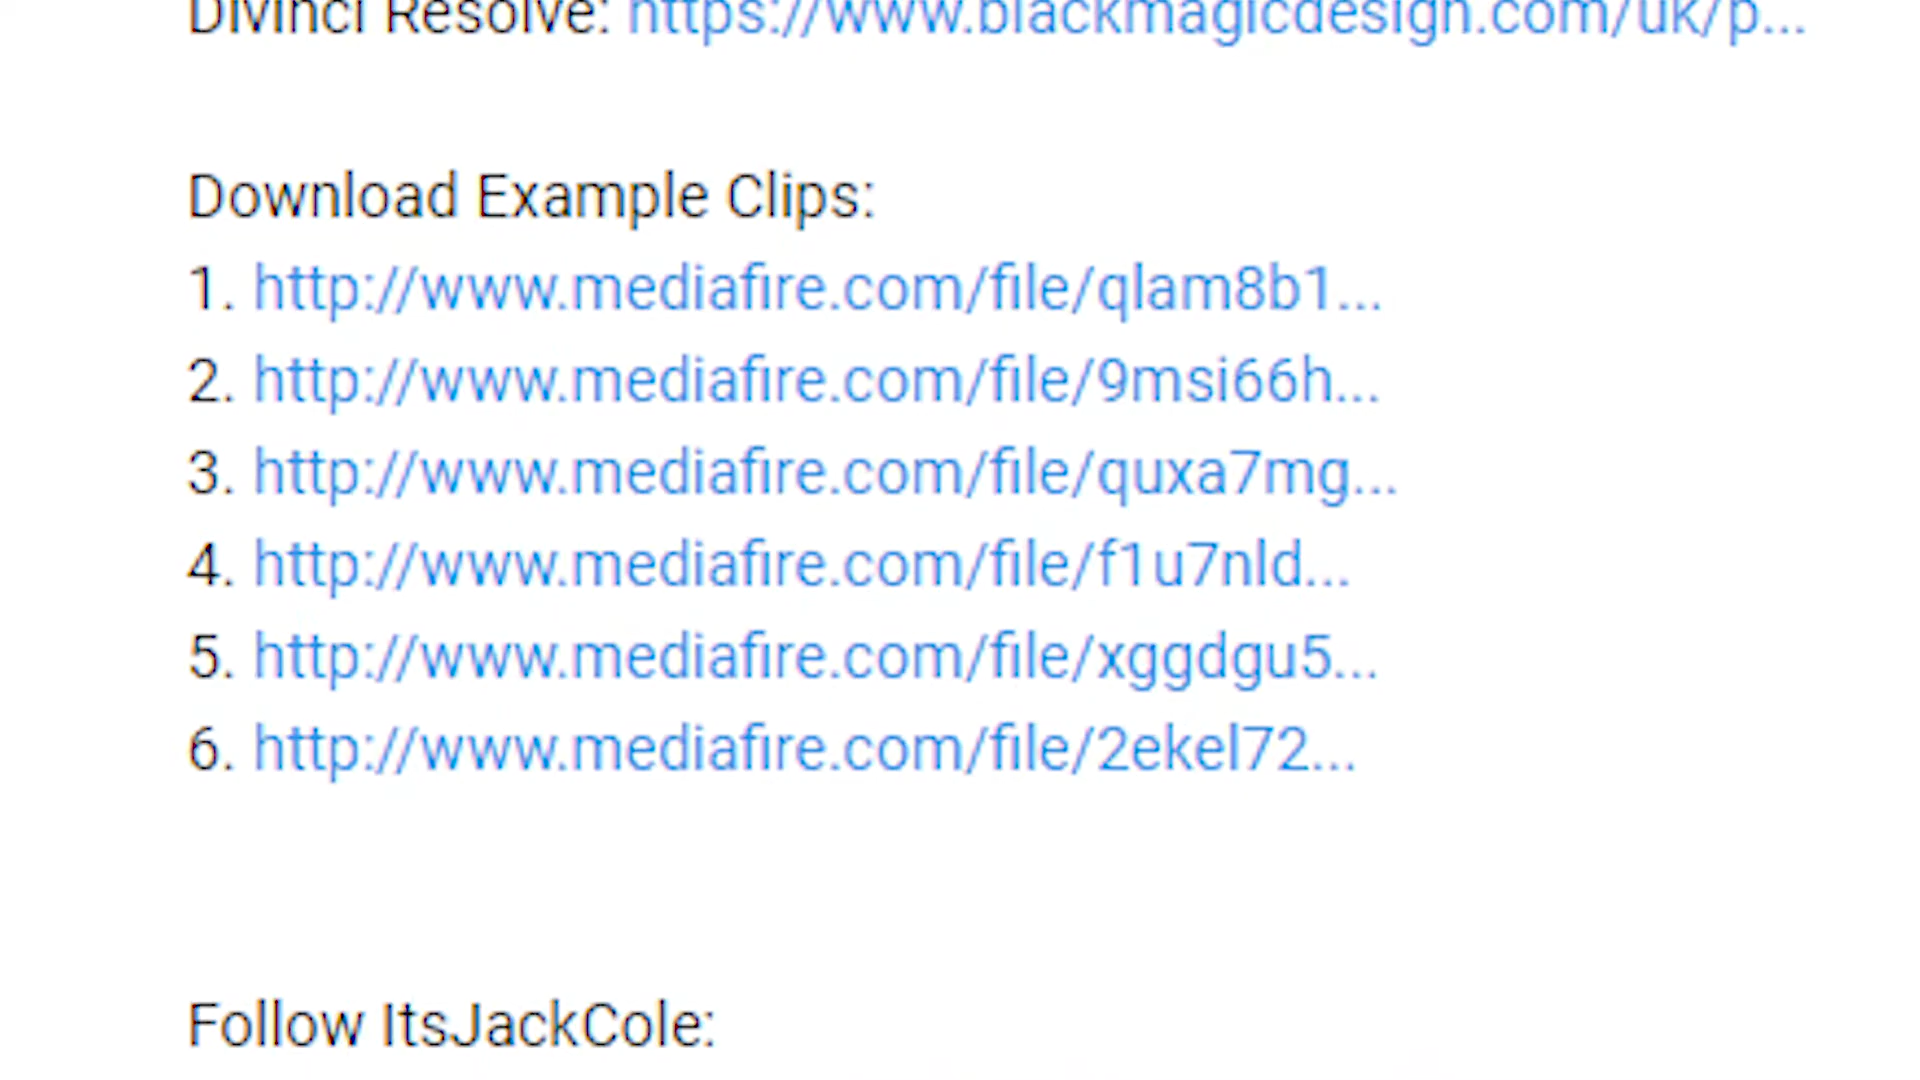 Divinci Resolve: https://www.blackmagicdesign.com/uk/p...
Download Example Clips:
1. http://www.mediafire.com/file/qlam8b1...
2. http://www.mediafire.com/file/9msi66h...
3. http://www.mediafire.com/file/quxa7mg...
4. http://www.mediafire.com/file/f1u7nld...
5. http://www.mediafire.com/file/xggdgu5...
6. http://www.mediafire.com/file/2ekel72...
Follow ItsJackCole: